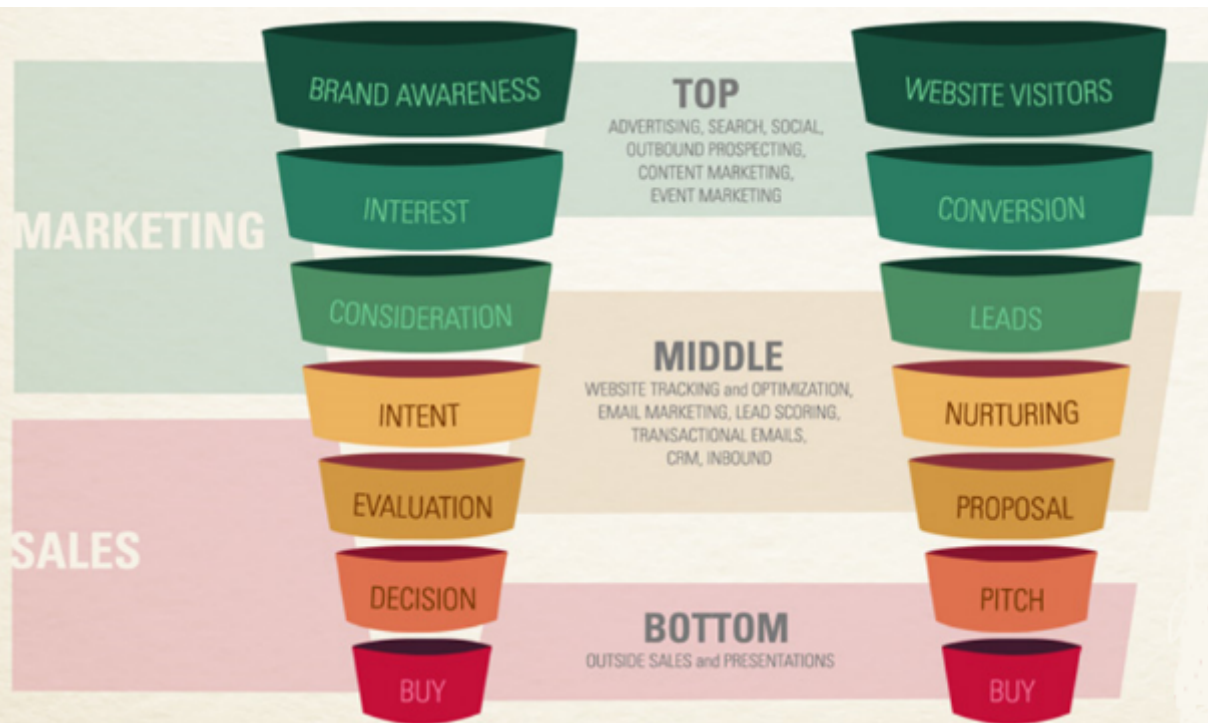 BRAND AWARENESS
TOP
ADVERTISING, SEARCH, SOCIAL,
OUTBOUND PROSPECTING,
CONTENT MARKETING,
EVENT MARKETING
WEBSITE VISITORS
MARKETING
INTEREST
CONVERSION
CONSIDERATION
LEADS
MIDDLE
WEBSITE TRACKING and OPTIMIZATION,
EMAIL MARKETING, LEAD SCORING,
TRANSACTIONAL EMAILS,
CRM, INBOUND
INTENT
NURTURING
SALES
EVALUATION
PROPOSAL
DECISION
PITCH
BOTTOM
OUTSIDE SALES and PRESENTATIONS
BUY
BUY